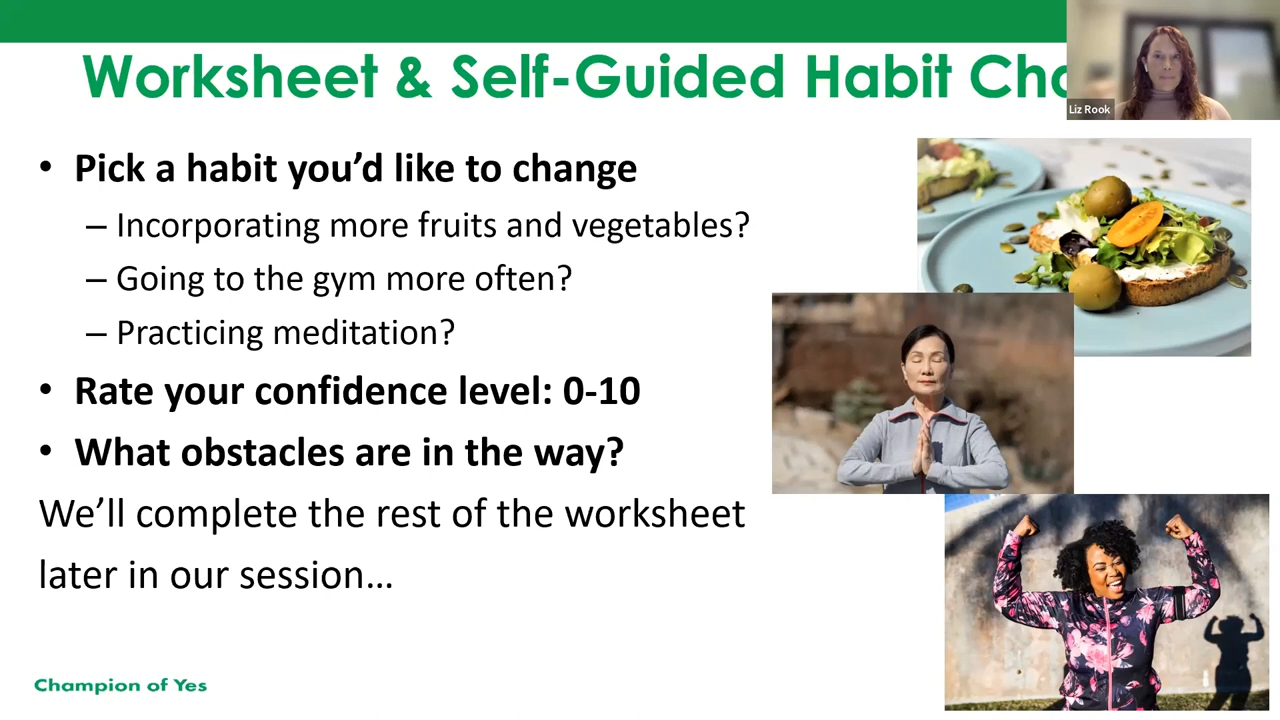 Worksheet & Self-Guided Habit Cha
Liz Rook
• Pick a habit you’d like to change
– Incorporating more fruits and vegetables?
– Going to the gym more often?
– Practicing meditation?
• Rate your confidence level: 0-10
• What obstacles are in the way?
We’ll complete the rest of the worksheet
later in our session…
Champion of Yes